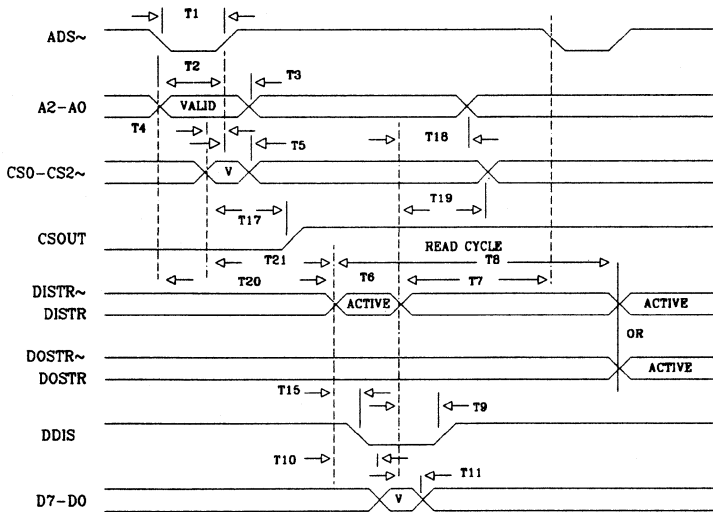 T1
ADS~
T2
T3
A2-A0
VALID
T4
T18
T5
CS0-CS2~
V
T19
T17
CSOUT
READ CYCLE
T21
T8
T20
T6
T7
DISTR~
DISTR
ACTIVE
ACTIVE
OR
DOSTR~
DOSTR
ACTIVE
T15
T9
DDIS
T10
T11
D7-D0
V